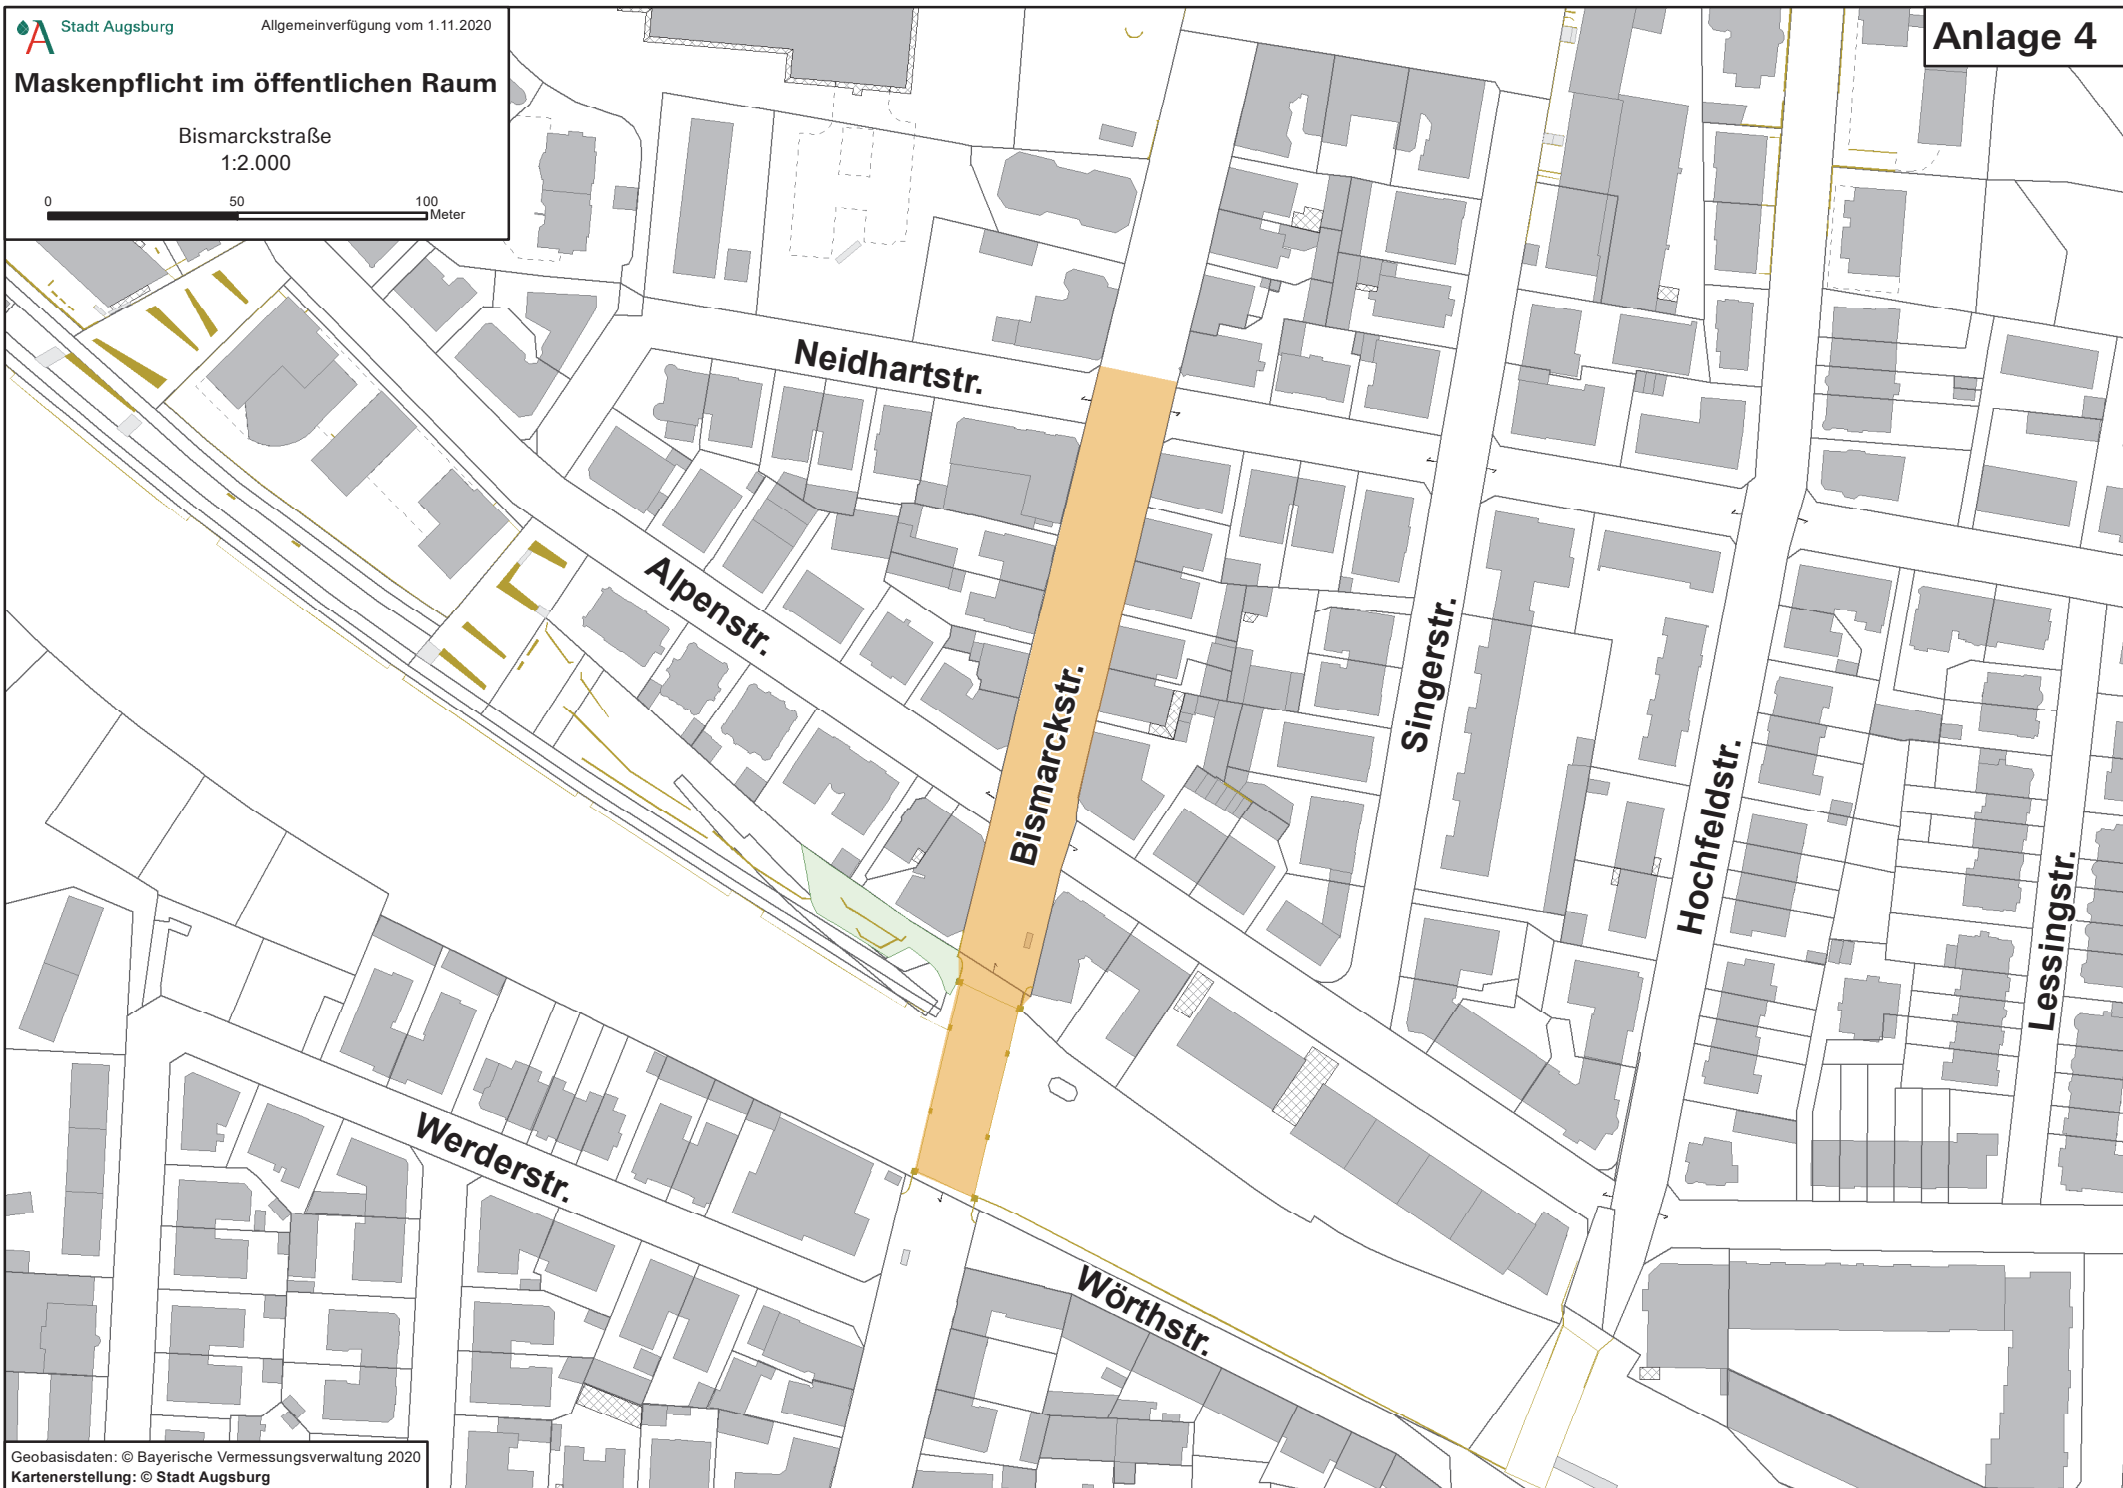 Stadt Augsburg
Allgemeinverfügung vom 1.11.2020
Maskenpflicht im öffentlichen Raum
Bismarckstraße
1:2.000
0 50 100
Meter
Anlage 4
Neidhartstr.
Alpenstr.
Bismarckstr.
Singerstr.
Hochfeldstr.
Lessingstr.
Werderstr.
Wörthstr.
Geobasisdaten: © Bayerische Vermessungsverwaltung 2020
Kartenerstellung: © Stadt Augsburg